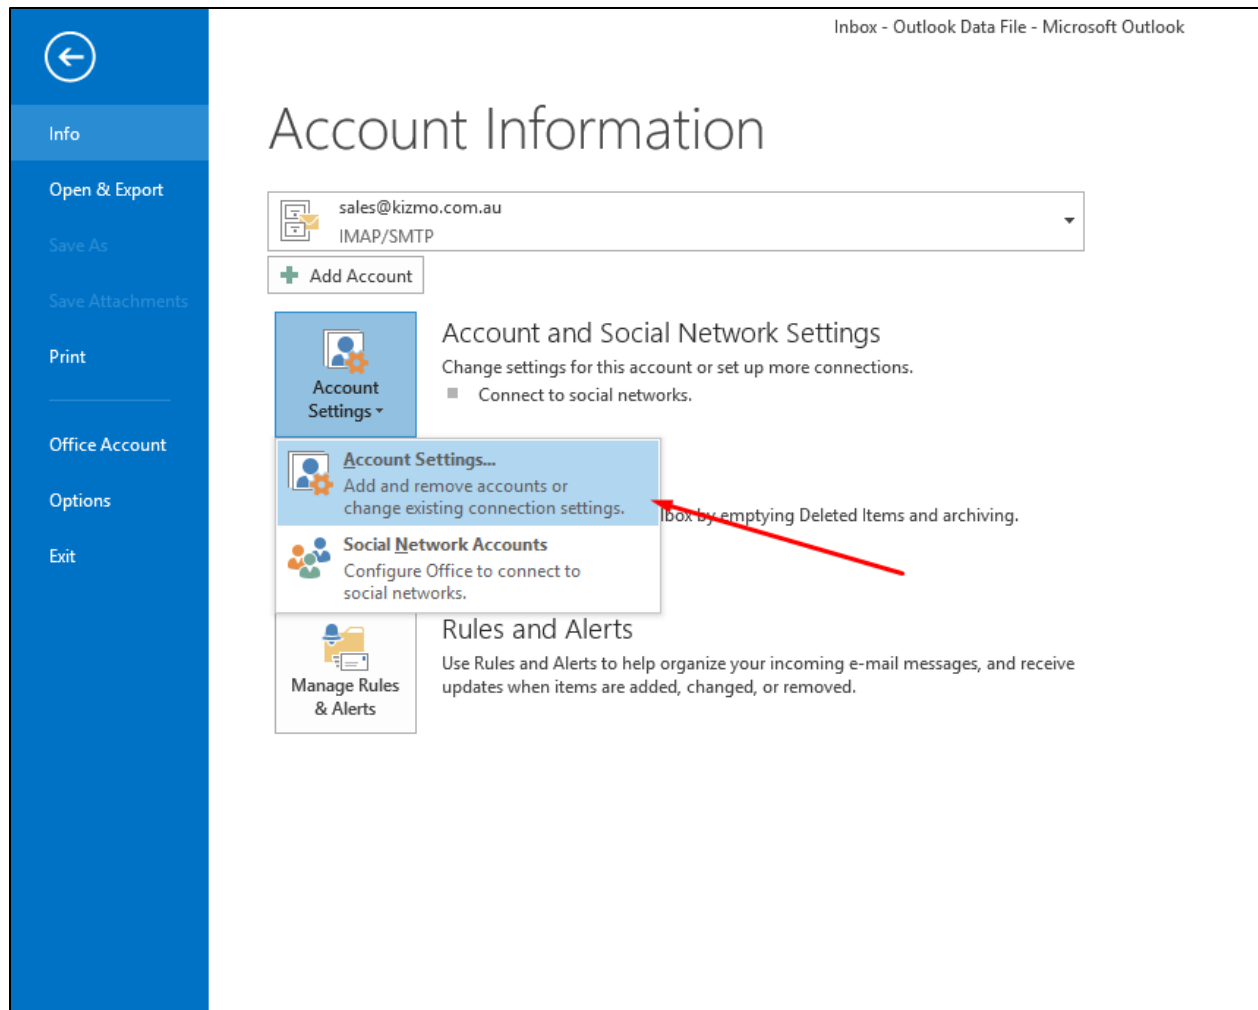 Inbox - Outlook Data File - Microsoft Outlook
Info
Open & Export
Save As
Save Attachments
Print
Office Account
Options
Exit
Account Information
sales@kizmo.com.au
IMAP/SMTP
Add Account
Account
Settings
Account and Social Network Settings
Change settings for this account or set up more connections.
Connect to social networks.
Account Settings...
Add and remove accounts or
change existing connection settings.
by emptying Deleted Items and archiving.
Social Network Accounts
Configure Office to connect to
social networks.
Manage Rules
& Alerts
Rules and Alerts
Use Rules and Alerts to help organize your incoming e-mail messages, and receive
updates when items are added, changed, or removed.